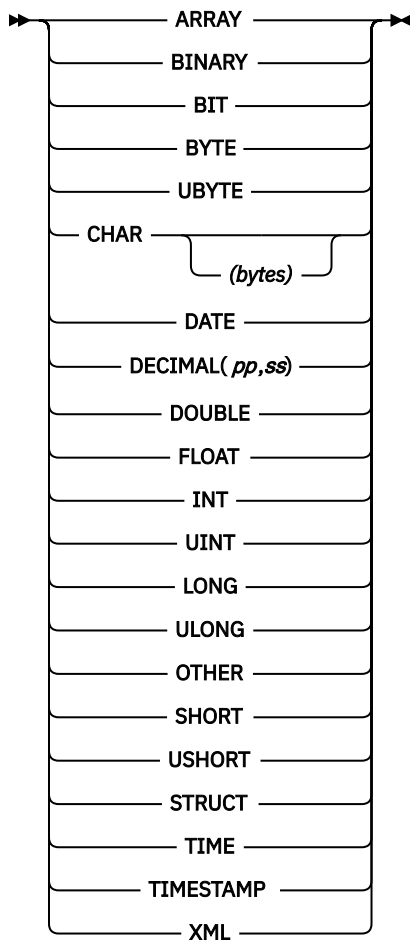 ARRAY
BINARY
BIT
BYTE
UBYTE
CHAR
(bytes)
DATE
DECIMAL(pp,ss)
DOUBLE
FLOAT
INT
UINT
LONG
ULONG
OTHER
SHORT
USHORT
STRUCT
TIME
TIMESTAMP
XML